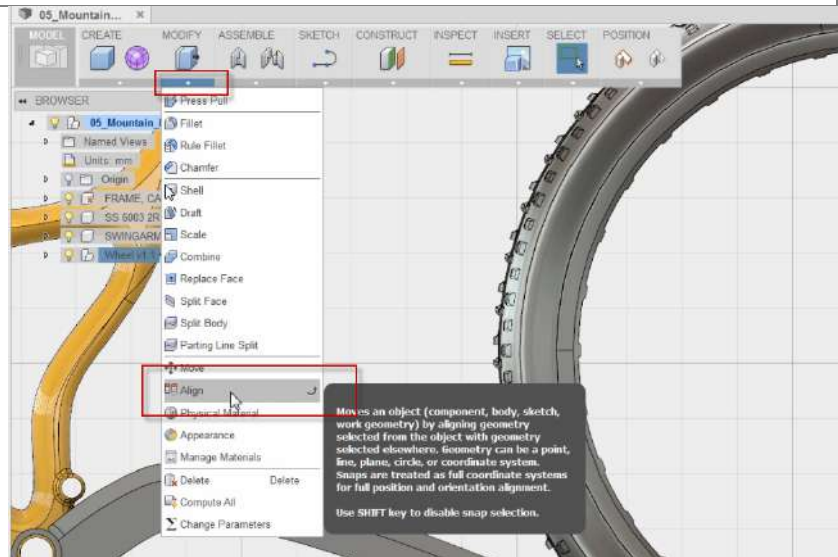 05_Mountain...
MODEL
CREATE
MODIFY
ASSEMBLE
SKETCH
CONSTRUCT
INSPECT
INSERT
SELECT
POSITION
BROWSER
05_Mountain_
Named Views
Units: mm
Origin
FRAME, CA
SS 6003 2R
SWINGARM
Wheel v1
Press Pull
Fillet
Rule Fillet
Chamfer
Shell
Draft
Scale
Combine
Replace Face
Split Face
Split Body
Parting Line Split
Move
Align
Physical Material
Appearance
Manage Materials
Delete Delete
Compute All
Change Parameters
Moves an object (component, body, sketch,
work geometry) by aligning geometry
selected from the object with geometry
selected elsewhere. Geometry can be a point,
line, plane, circle, or coordinate system.
Snaps are treated as full coordinate systems
for full position and orientation alignment.
Use SHIFT key to disable snap selection.